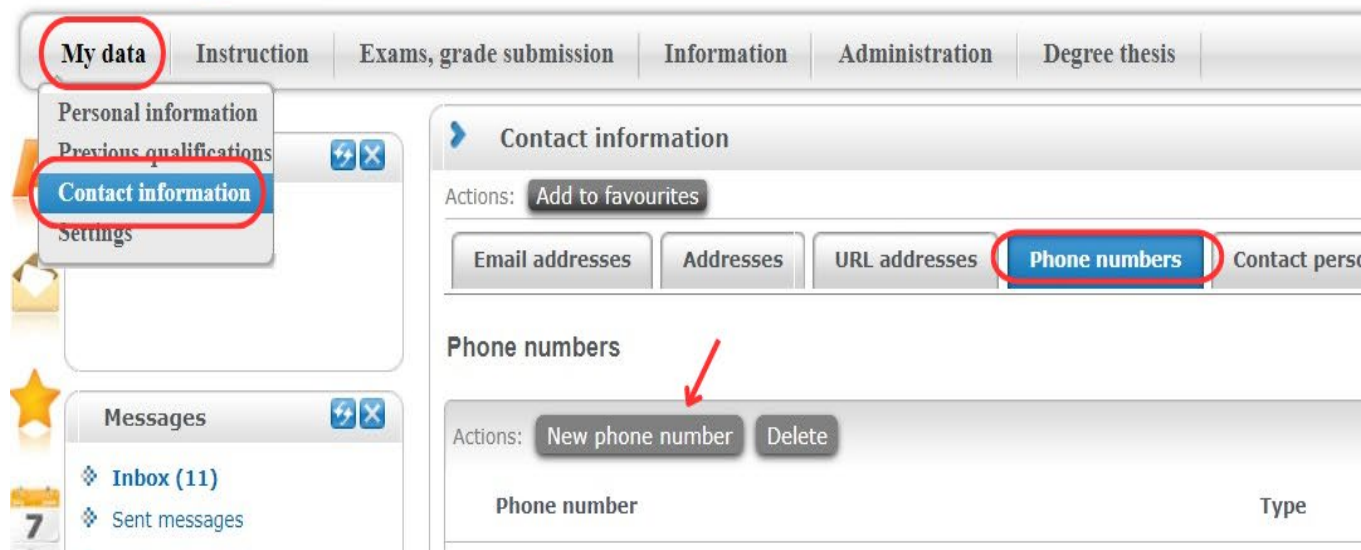 My data Instruction Exams, grade submission Information Administration Degree thesis
Personal information
Previous qualifications
Contact information
Settings
Contact information
Actions: Add to favourites
Email addresses Addresses URL addresses Phone numbers Contact perso
Phone numbers
Actions: New phone number Delete
Phone number Type
Messages
Inbox (11)
Sent messages
7